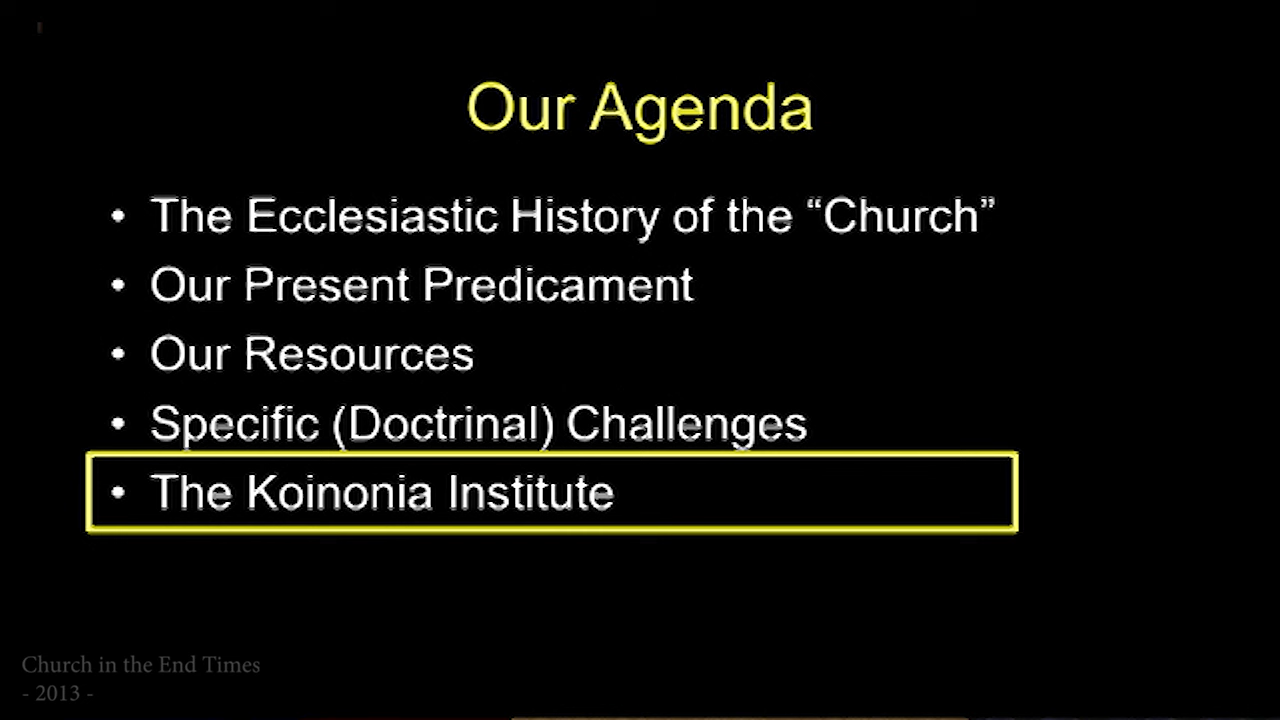 Our Agenda
• The Ecclesiastic History of the “Church”
• Our Present Predicament
• Our Resources
• Specific (Doctrinal) Challenges
• The Koinonia Institute
Church in the End Times
- 2013 -